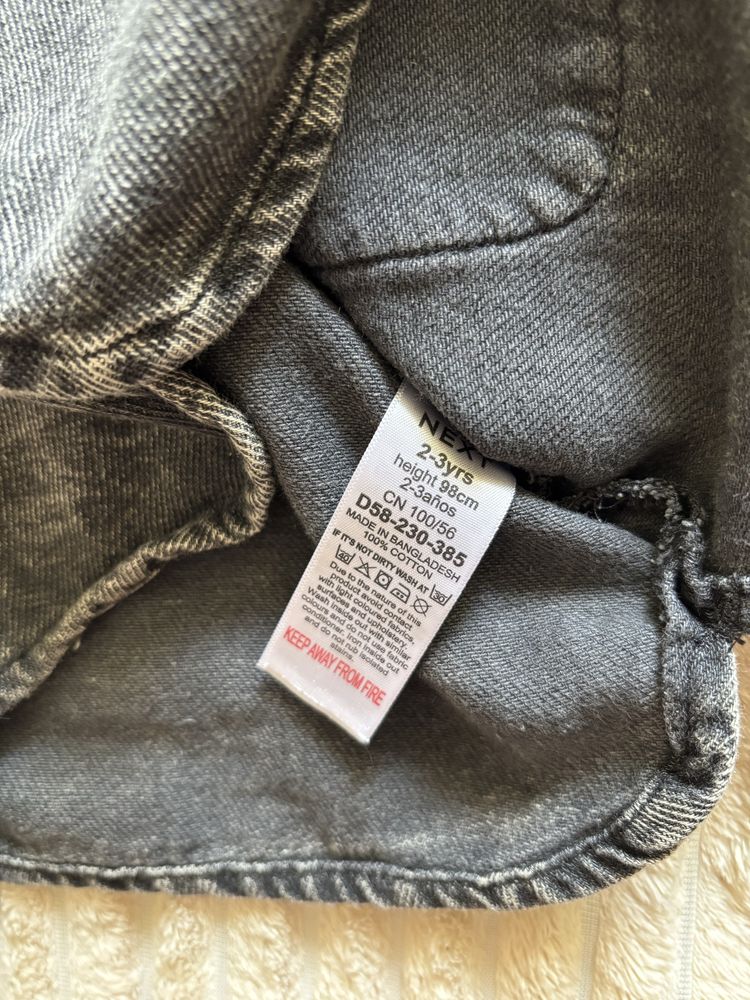 NEXT
2-3yrs
height 98cm
2-3años
CN 100/56
D58-230-385
MADE IN BANGLADESH
100% COTTON
IF IT'S NOT DIRTY WASH AT 30
40
Due to the nature of this
product avoid contact
with light coloured fabrics,
surfaces and upholstery.
Wash inside out with similar
colours and do not use fabric
conditioner, iron inside out
and do not rub isolated
stains.
KEEP AWAY FROM FIRE